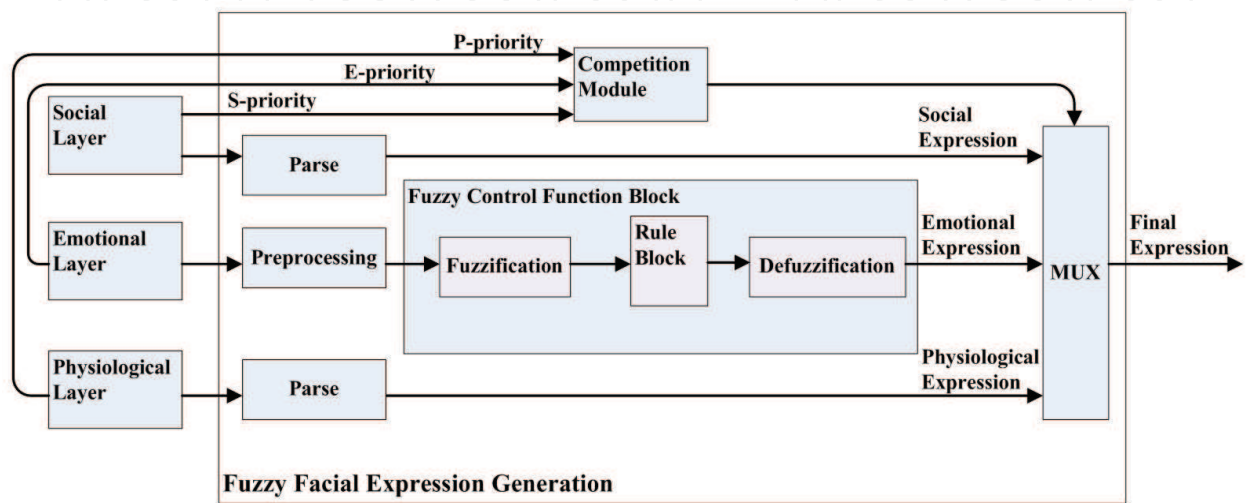 P-priority
E-priority
S-priority
Competition
Module
Social
Layer
Parse
Social
Expression
Fuzzy Control Function Block
Emotional
Layer
Preprocessing
Fuzzification
Rule
Block
Defuzzification
Emotional
Expression
MUX
Final
Expression
Physiological
Layer
Parse
Physiological
Expression
Fuzzy Facial Expression Generation